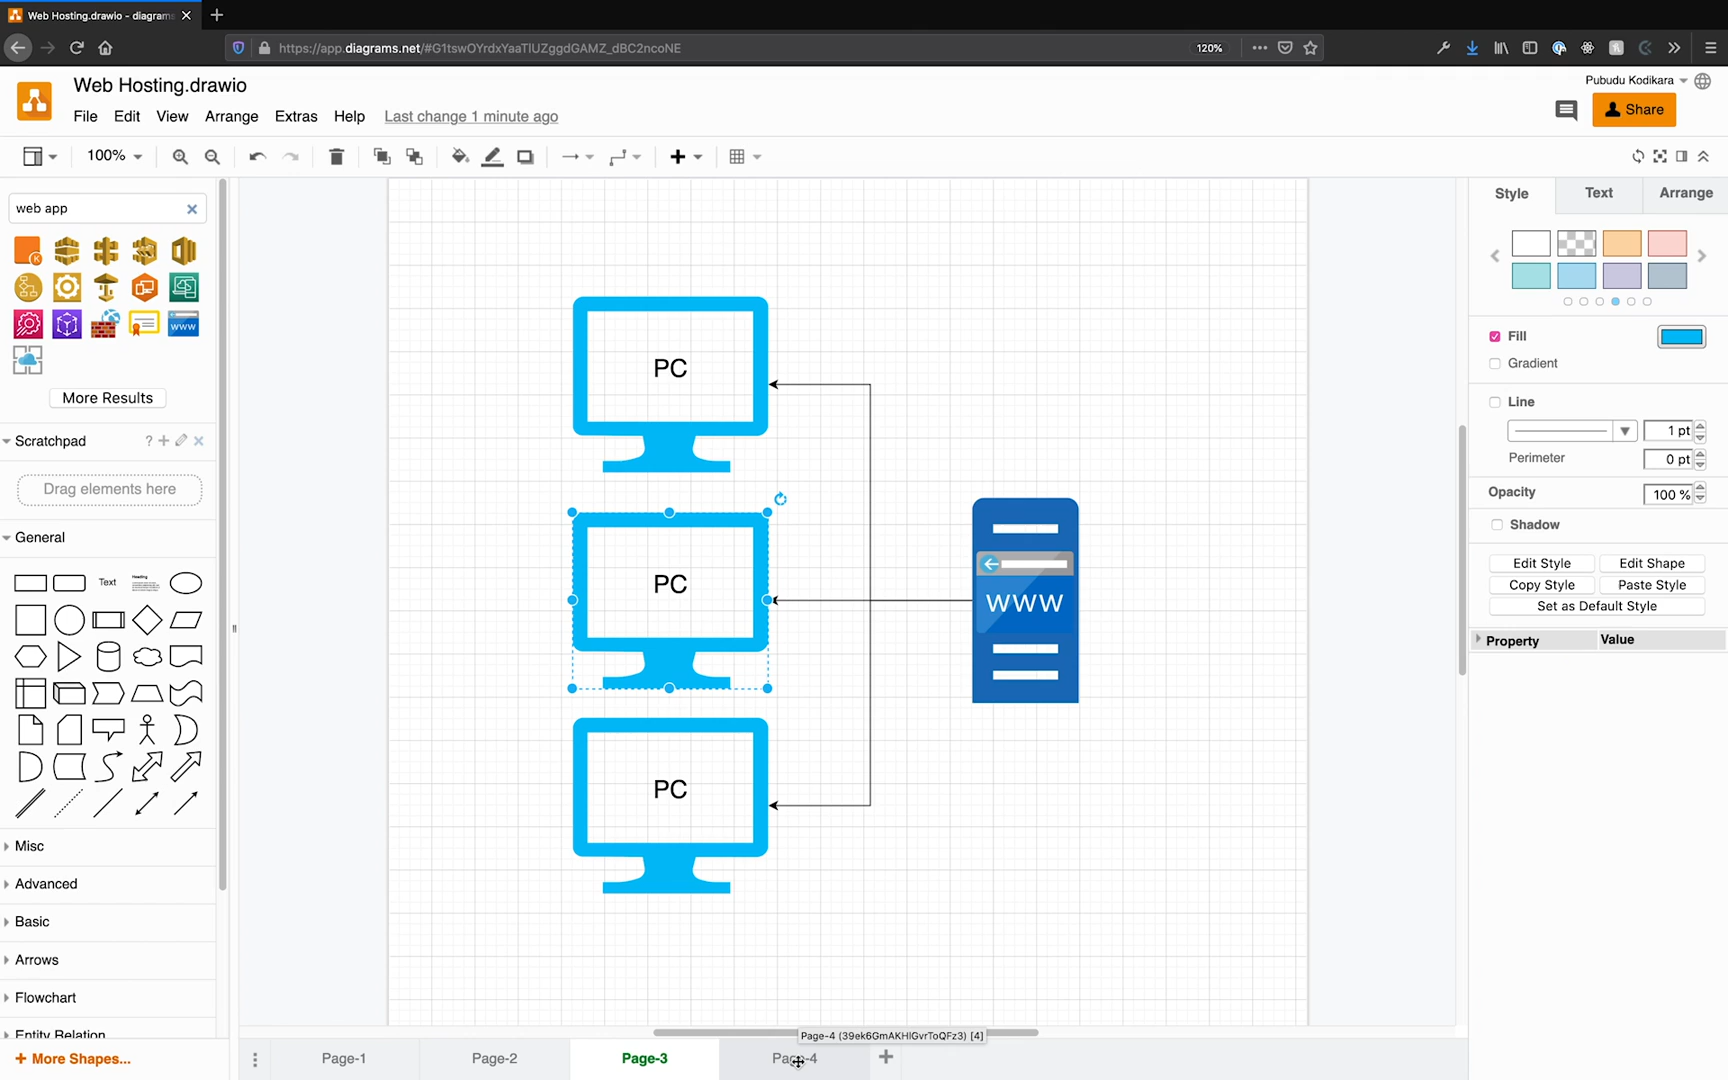 Web Hosting.drawio - diagrams
https://app.diagrams.net/#G1tswOYrdxYaaTlUZggdGAMZ_dBC2ncoNE
120%
Web Hosting.drawio
Pubudu Kodikara
File Edit View Arrange Extras Help Last change 1 minute ago
Share
100%
web app
Style Text Arrange
K
www
More Results
Scratchpad
?
Drag elements here
General
Text
Heading
Misc
Advanced
Basic
Arrows
Flowchart
Entity Relation
+ More Shapes...
PC
PC
PC
WWW
Fill
Gradient
Line
1 pt
Perimeter
0 pt
Opacity
100 %
Shadow
Edit Style Edit Shape
Copy Style Paste Style
Set as Default Style
Property Value
Page-4 (39ek6GmAKHlGvrToQFz3) [4]
Page-1 Page-2 Page-3 Page-4